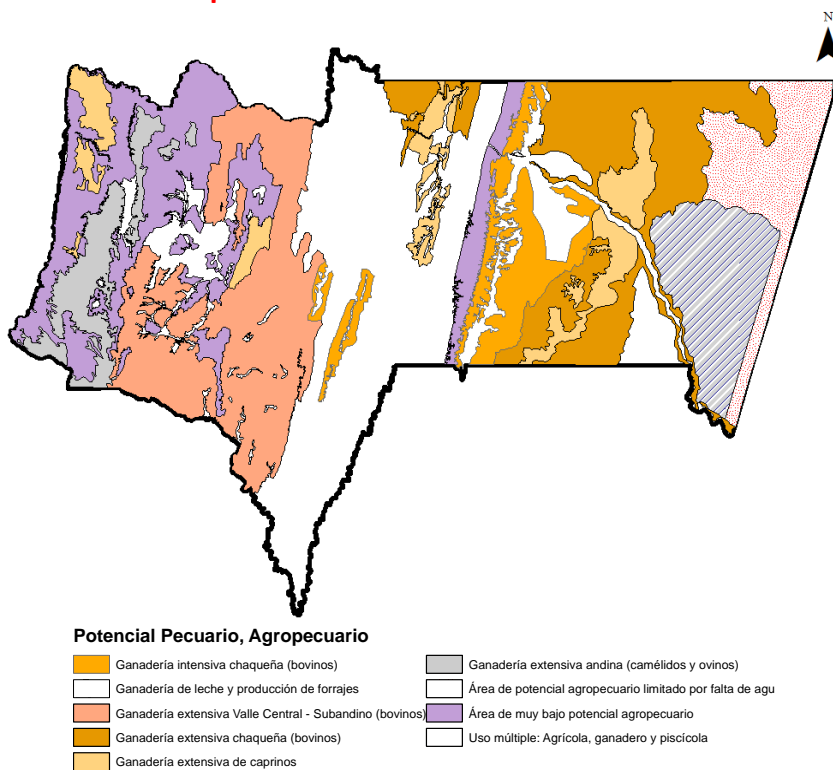 N
Potencial Pecuario, Agropecuario
Ganadería intensiva chaqueña (bovinos)
Ganadería de leche y producción de forrajes
Ganadería extensiva Valle Central - Subandino (bovinos)
Ganadería extensiva chaqueña (bovinos)
Ganadería extensiva de caprinos
Ganadería extensiva andina (camélidos y ovinos)
Área de potencial agropecuario limitado por falta de agu
Área de muy bajo potencial agropecuario
Uso múltiple: Agrícola, ganadero y piscícola